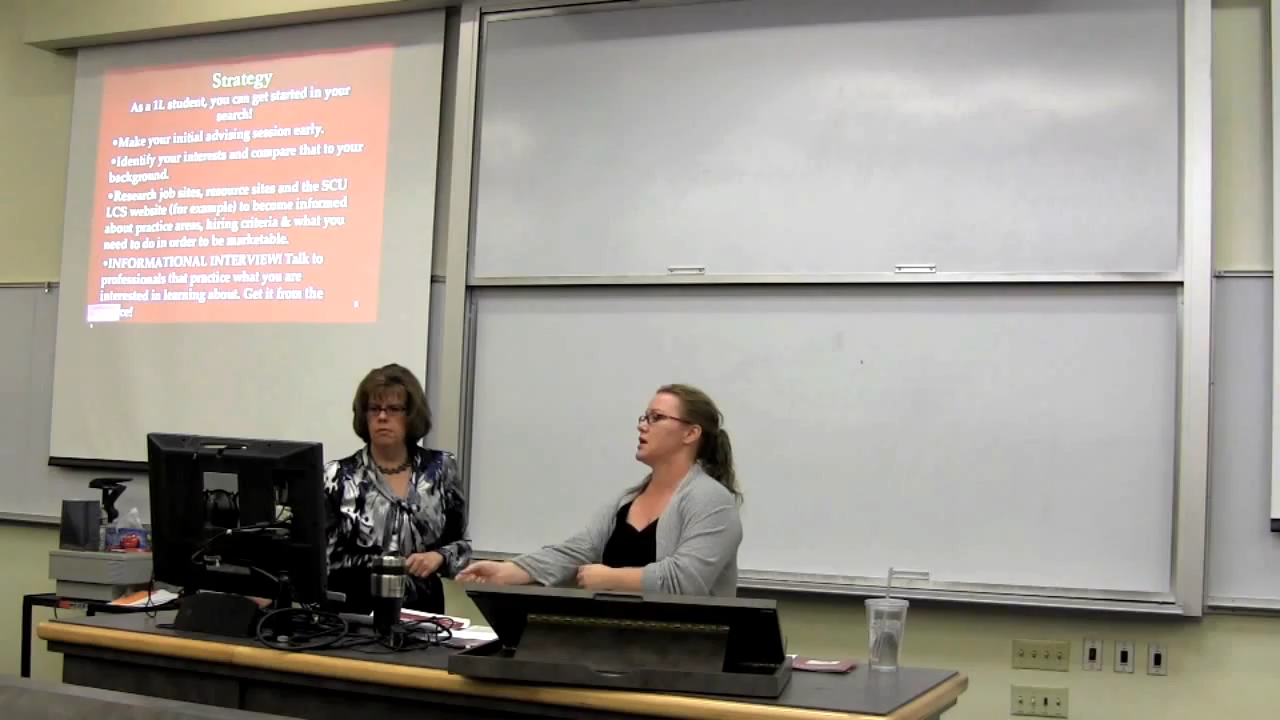 Strategy
As a 1L student, you can get started in your
search!
•Make your initial advising session early.
•Identify your interests and compare that to your
background.
•Research job sites, resource sites and the SCU
LCS website (for example) to become informed
about practice areas, hiring criteria & what you
need to do in order to be marketable.
•INFORMATIONAL INTERVIEW! Talk to
professionals that practice what you are
interested in learning about. Get it from the